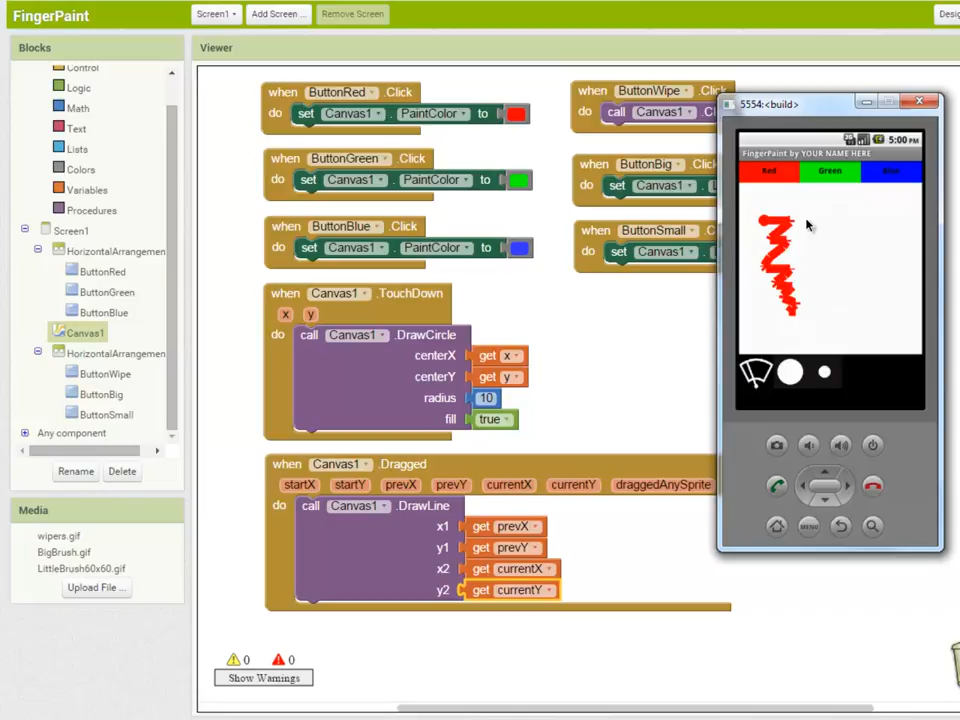 FingerPaint
Screen1 Add Screen ... Remove Screen
Blocks
Viewer
Control
Logic
Math
Text
Lists
Colors
Variables
Procedures
Screen1
HorizontalArrangemen
ButtonRed
ButtonGreen
ButtonBlue
Canvas1
HorizontalArrangemen
ButtonWipe
ButtonBig
ButtonSmall
Any component
Rename Delete
Media
wipers.gif
BigBrush.gif
LittleBrush60x60.gif
Upload File ...
when ButtonRed .Click
do set Canvas1 . PaintColor to
when ButtonGreen .Click
do set Canvas1 . PaintColor to
when ButtonBlue .Click
do set Canvas1 . PaintColor to
when Canvas1 .TouchDown
x y
do call Canvas1 .DrawCircle
centerX get x
centerY get y
radius 10
fill true
when Canvas1 .Dragged
startX startY prevX prevY currentX currentY draggedAnySprite
do call Canvas1 .DrawLine
x1 get prevX
y1 get prevY
x2 get currentX
y2 get currentY
when ButtonWipe .Click
do call Canvas1
when ButtonBig
do set Canvas1 .
when ButtonSmall
do set Canvas1 .
0 0
Show Warnings
5554:<build>
5:00 PM
FingerPaint by YOUR NAME HERE
Red Green Blue
MENU